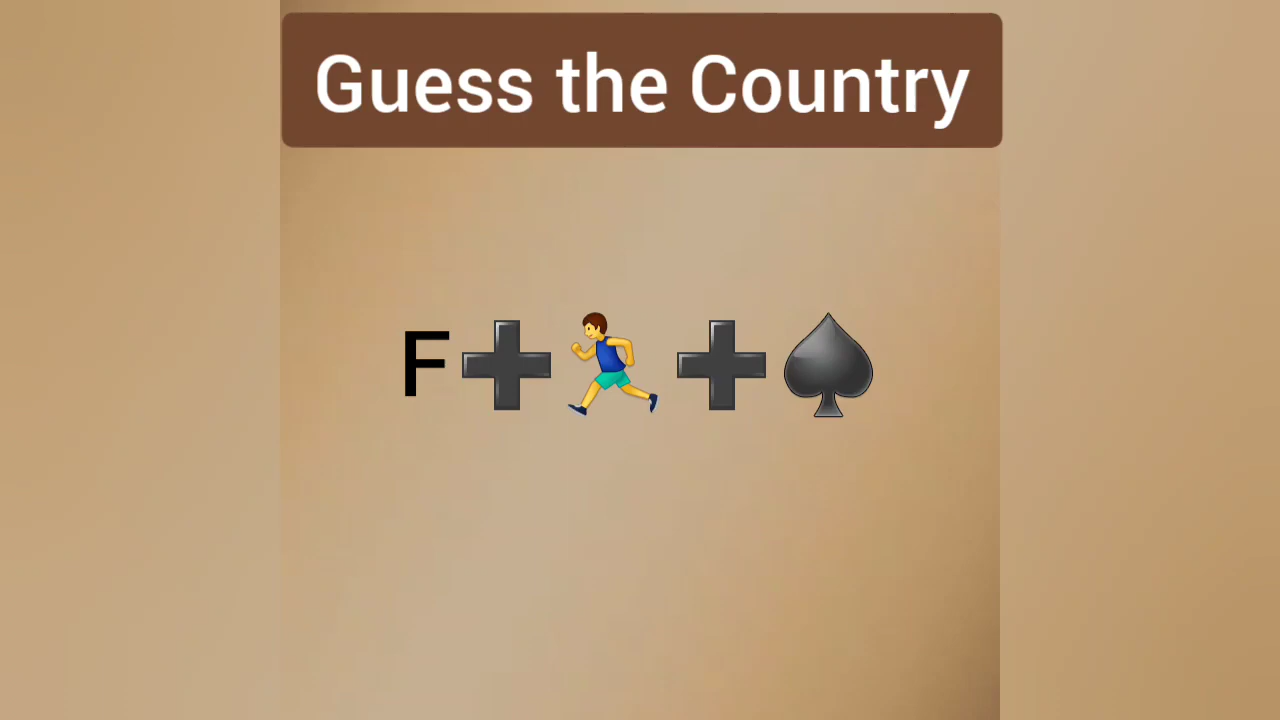 Guess the Country
F➕🏃➕♠